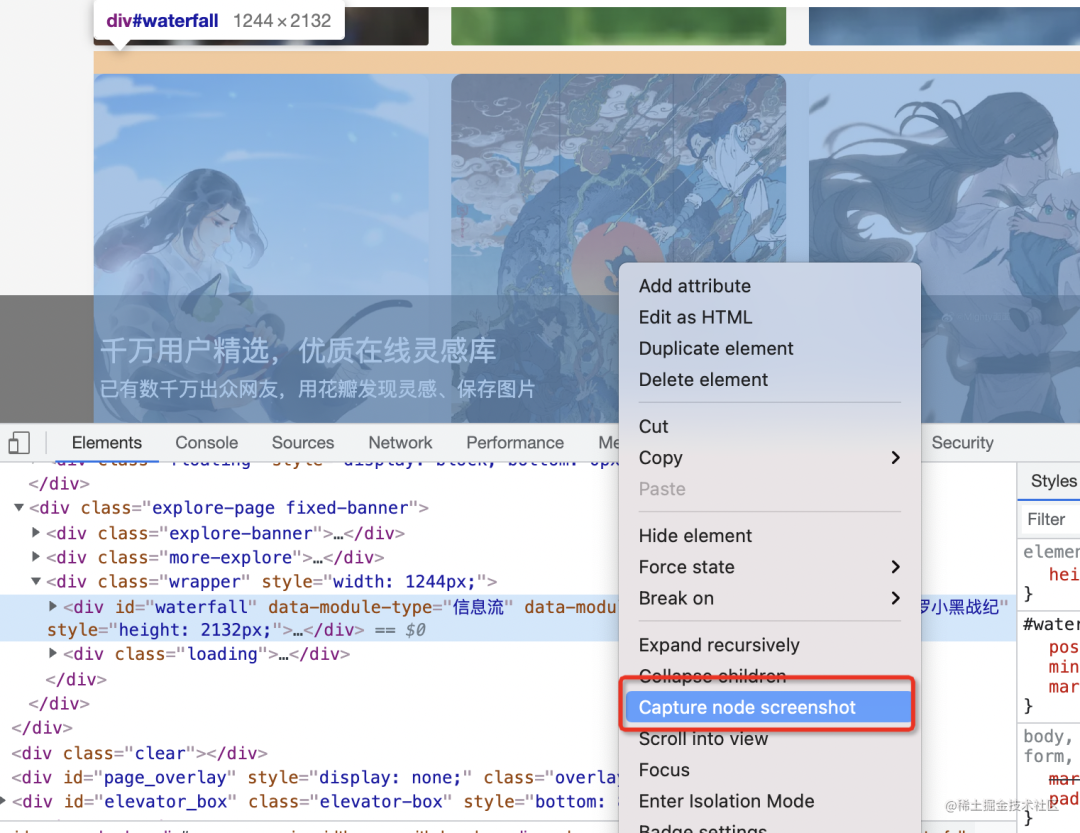 div#waterfall 1244×2132
千万用户精选，优质在线灵感库
已有数千万出众网友，用花瓣发现灵感、保存图片
Add attribute
Edit as HTML
Duplicate element
Delete element
Cut
Copy
Paste
Hide element
Force state
Break on
Expand recursively
Collapse children
Capture node screenshot
Scroll into view
Focus
Enter Isolation Mode
Badge settings
Elements Console Sources Network Performance Me Security
</div>
<div class="explore-page fixed-banner">
<div class="explore-banner">…</div>
<div class="more-explore">…</div>
<div class="wrapper" style="width: 1244px;">
<div id="waterfall" data-module-type="信息流" data-modu 罗小黑战纪"
style="height: 2132px;">…</div> == $0
<div class="loading">…</div>
</div>
</div>
</div>
<div class="clear"></div>
<div id="page_overlay" style="display: none;" class="overlay
<div id="elevator_box" class="elevator-box" style="bottom:
Styles
Filter
elemen
hei
}
#water
pos
min
mar
}
body,
form,
mar
pad
}
@稀土掘金技术社区